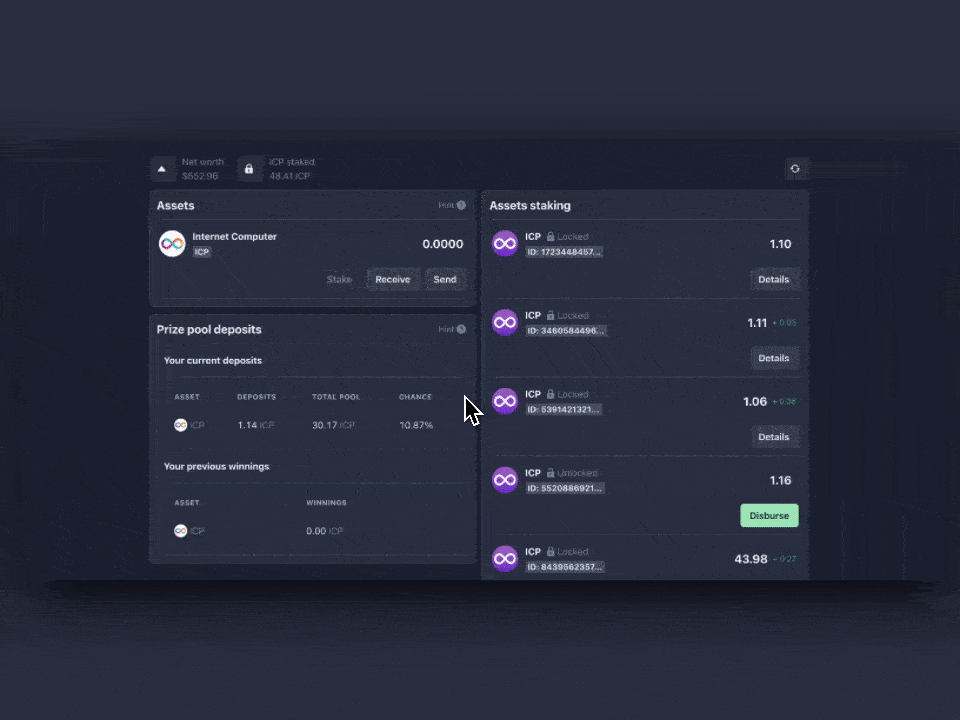 Net worth
$552.96
ICP staked
48.41 ICP
Assets
Hint
Internet Computer
ICP
0.0000
Stake
Receive
Send
Prize pool deposits
Hint
Your current deposits
ASSET DEPOSITS TOTAL POOL CHANCE
ICP 1.14 ICP 30.17 ICP 10.87%
Your previous winnings
ASSET WINNINGS
ICP 0.00 ICP
Assets staking
ICP Locked
ID: 1723448457...
1.10
Details
ICP Locked
ID: 3460584496...
1.11 + 0.05
Details
ICP Locked
ID: 5391421321...
1.06 + 0.06
Details
ICP Unlocked
ID: 5520886921...
1.16
Disburse
ICP Locked
ID: 8439562357...
43.98 + 0.27